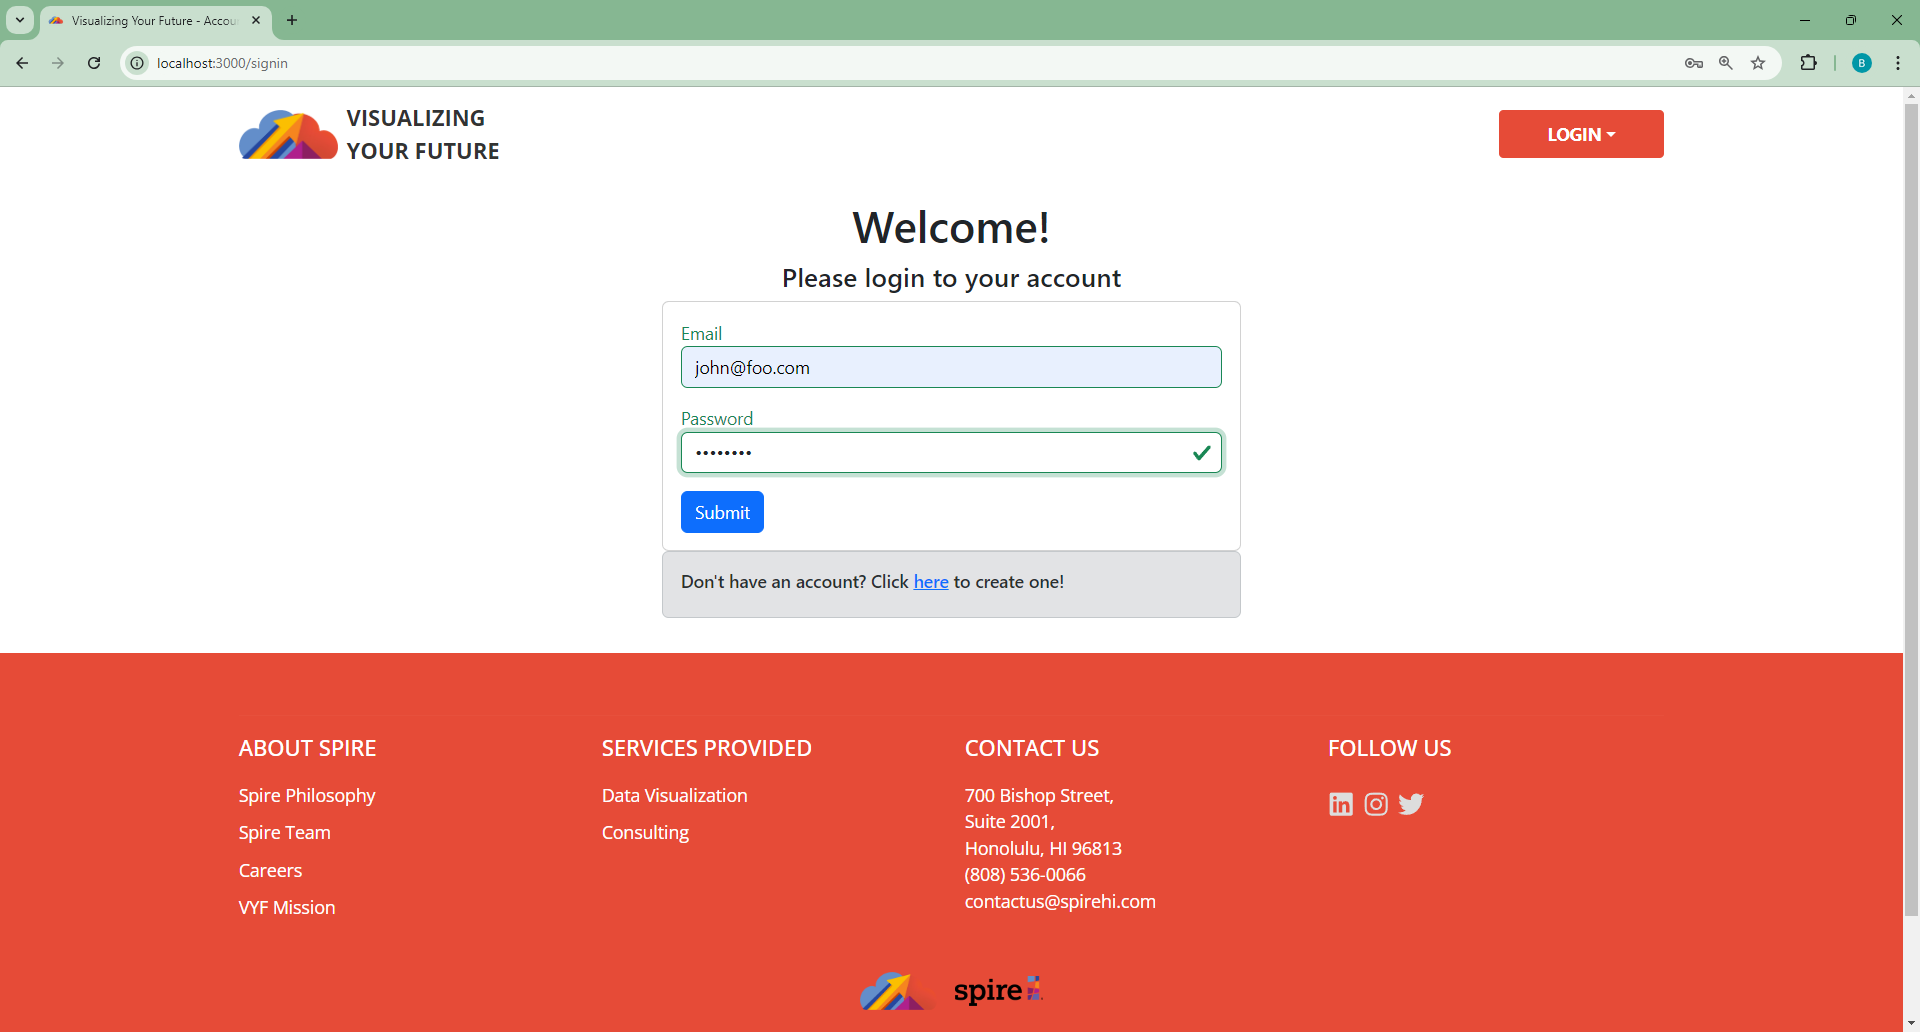 Visualizing Your Future - Accou
localhost:3000/signin
B
VISUALIZING
YOUR FUTURE
LOGIN
Welcome!
Please login to your account
Email
john@foo.com
Password
••••••••
Submit
Don't have an account? Click here to create one!
ABOUT SPIRE
Spire Philosophy
Spire Team
Careers
VYF Mission
SERVICES PROVIDED
Data Visualization
Consulting
CONTACT US
700 Bishop Street,
Suite 2001,
Honolulu, HI 96813
(808) 536-0066
contactus@spirehi.com
FOLLOW US
in
spire